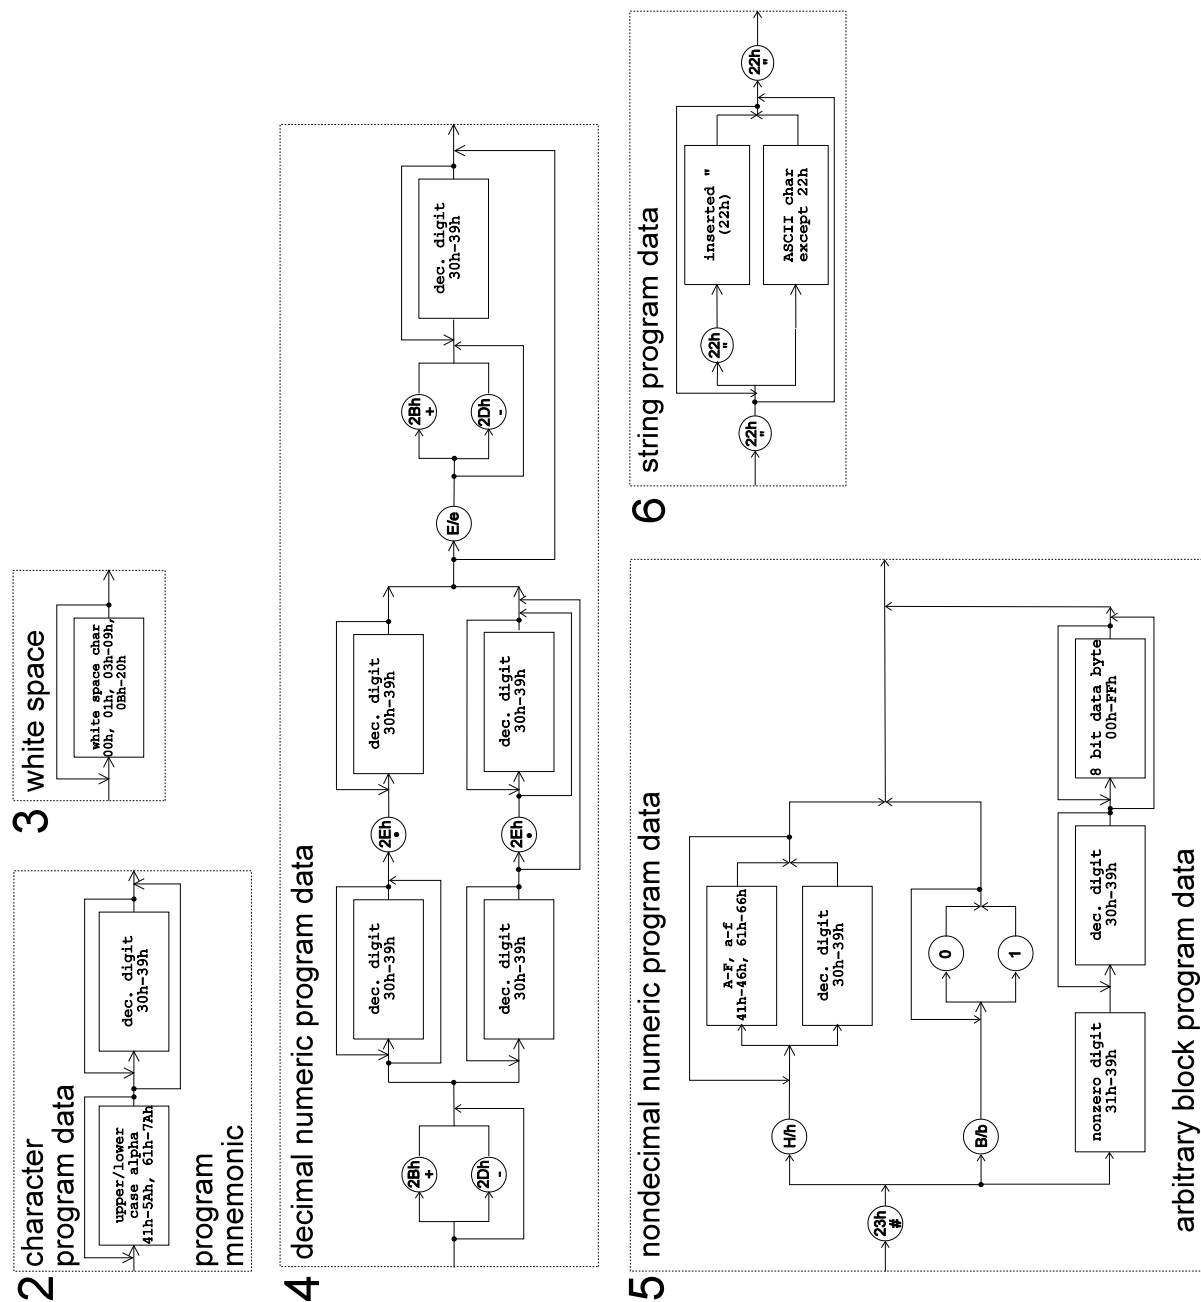 2
character
program data
upper/lower
case alpha
41h-5Ah, 61h-7Ah
dec. digit
30h-39h
program
mnemonic
3 white space
white space char
00h, 01h, 03h-09h,
0Bh-20h
4 decimal numeric program data
2Bh
+
2Dh
-
dec. digit
30h-39h
2Eh
.
dec. digit
30h-39h
dec. digit
30h-39h
2Eh
.
dec. digit
30h-39h
E/e
2Bh
+
2Dh
-
dec. digit
30h-39h
5 nondecimal numeric program data
23h
#
H/h
A-F, a-f
41h-46h, 61h-66h
dec. digit
30h-39h
B/b
0
1
nonzero digit
31h-39h
dec. digit
30h-39h
8 bit data byte
00h-FFh
arbitrary block program data
6 string program data
22h
"
22h
"
inserted "
(22h)
ASCII char
except 22h
22h
"